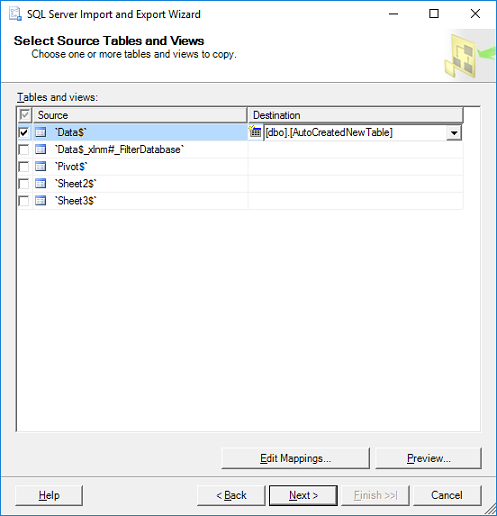 SQL Server Import and Export Wizard
Select Source Tables and Views
Choose one or more tables and views to copy.
Tables and views:
Source Destination
`Data$` [dbo].[AutoCreatedNewTable]
`Data$_xlnm#_FilterDatabase`
`Pivot$`
`Sheet2$`
`Sheet3$`
Edit Mappings... Preview...
Help < Back Next > Finish >>| Cancel